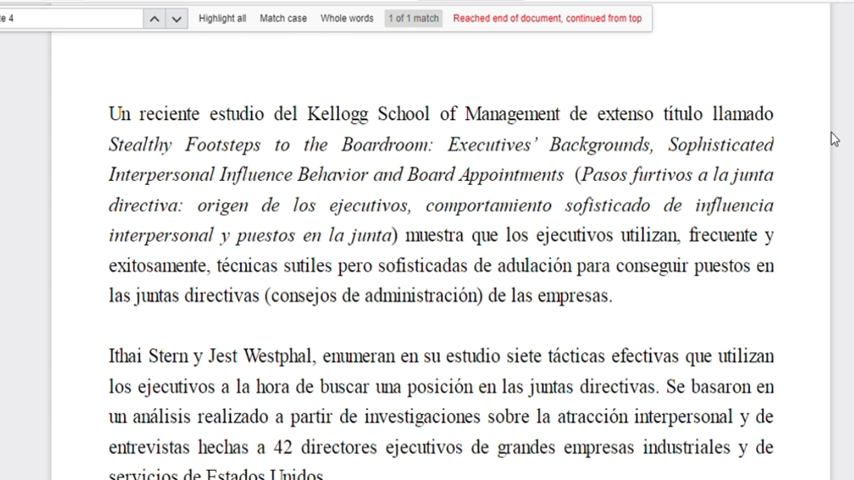 te 4 Highlight all Match case Whole words 1 of 1 match Reached end of document, continued from top
Un reciente estudio del Kellogg School of Management de extenso título llamado
Stealthy Footsteps to the Boardroom: Executives’ Backgrounds, Sophisticated
Interpersonal Influence Behavior and Board Appointments (Pasos furtivos a la junta
directiva: origen de los ejecutivos, comportamiento sofisticado de influencia
interpersonal y puestos en la junta) muestra que los ejecutivos utilizan, frecuente y
exitosamente, técnicas sutiles pero sofisticadas de adulación para conseguir puestos en
las juntas directivas (consejos de administración) de las empresas.
Ithai Stern y Jest Westphal, enumeran en su estudio siete tácticas efectivas que utilizan
los ejecutivos a la hora de buscar una posición en las juntas directivas. Se basaron en
un análisis realizado a partir de investigaciones sobre la atracción interpersonal y de
entrevistas hechas a 42 directores ejecutivos de grandes empresas industriales y de
servicios de Estados Unidos.